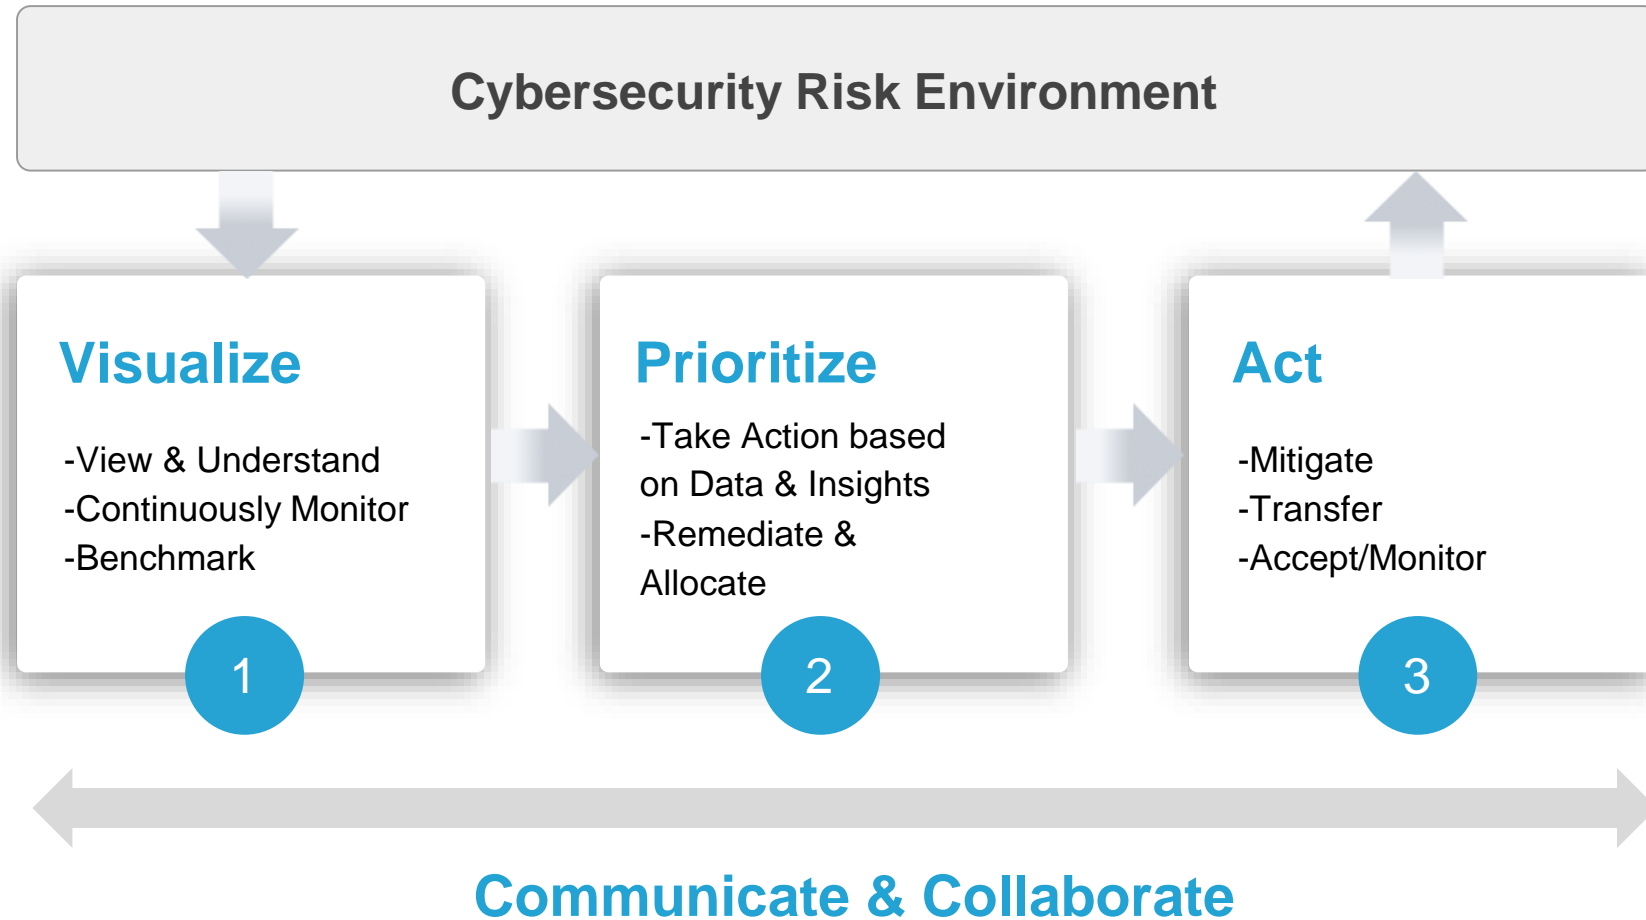 Cybersecurity Risk Environment
Visualize
-View & Understand
-Continuously Monitor
-Benchmark
1
Prioritize
-Take Action based
on Data & Insights
-Remediate &
Allocate
2
Act
-Mitigate
-Transfer
-Accept/Monitor
3
Communicate & Collaborate